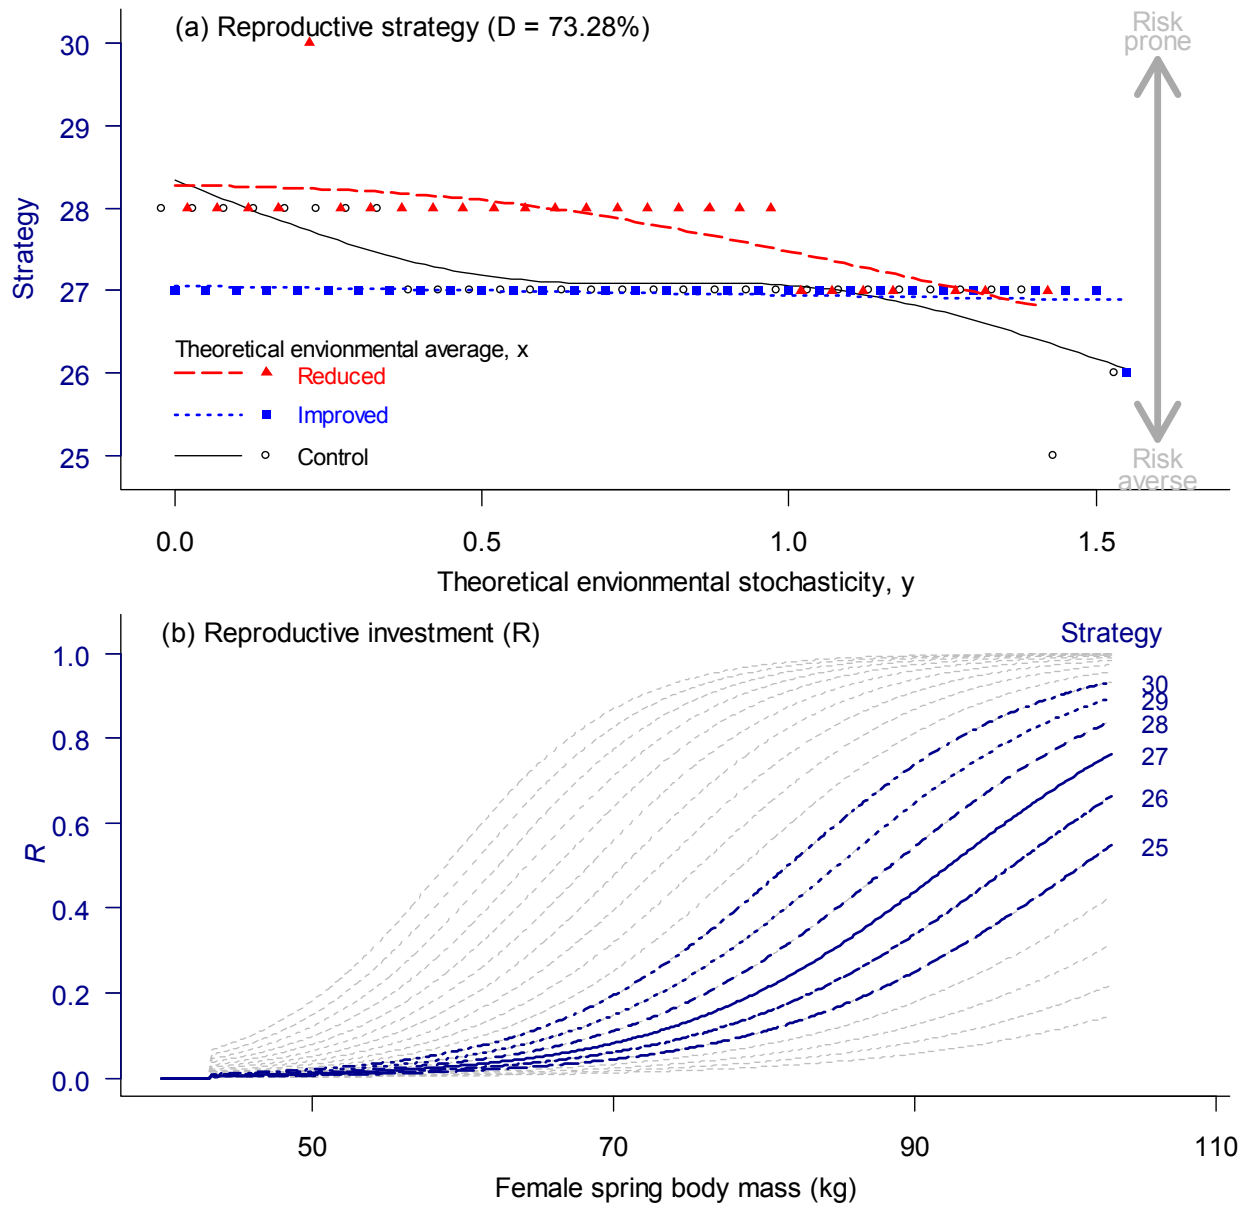 (a) Reproductive strategy (D = 73.28%)
Risk
prone
30
29
28
27
26
25
Strategy
Theoretical envionmental average, x
Reduced
Improved
Control
Risk
averse
0.0 0.5 1.0 1.5
Theoretical envionmental stochasticity, y
(b) Reproductive investment (R)
Strategy
1.0
0.8
0.6
0.4
0.2
0.0
R
30
29
28
27
26
25
50 70 90 110
Female spring body mass (kg)